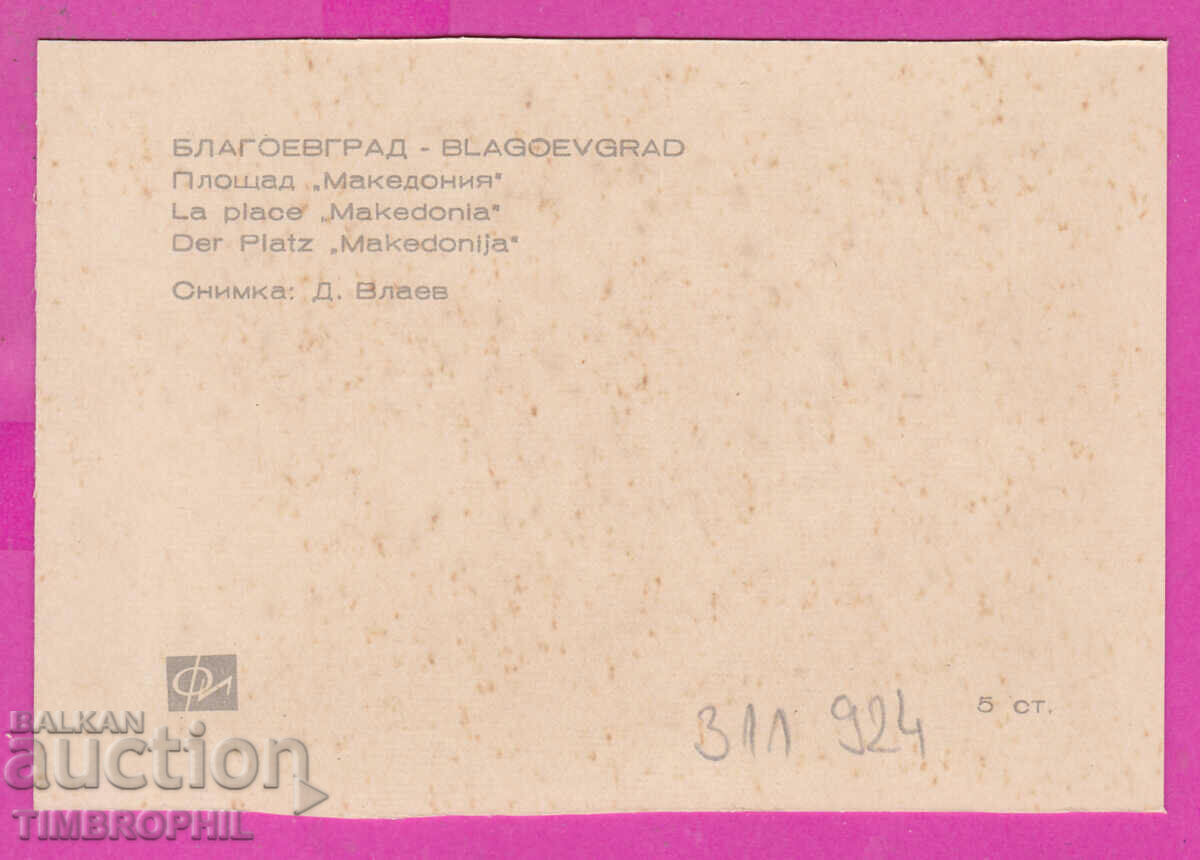 БЛАГОЕВГРАД - BLAGOEVGRAD
Площад „Македония"
La place „Makedonia"
Der Platz „Makedonija"
Снимка: Д. Влаев
ФИ
5 ст.
311 924
BALKAN
auction
TIMBROPHIL